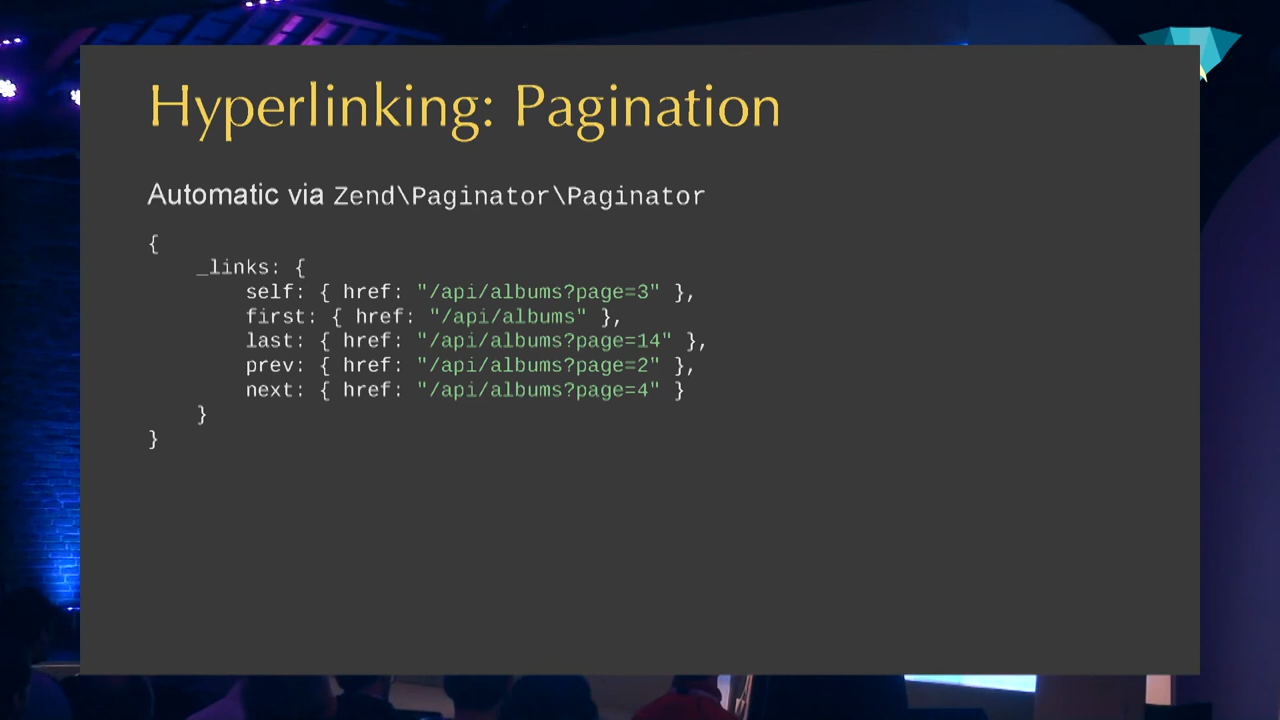 Hyperlinking: Pagination
Automatic via Zend\Paginator\Paginator
{
    _links: {
        self: { href: "/api/albums?page=3" },
        first: { href: "/api/albums" },
        last: { href: "/api/albums?page=14" },
        prev: { href: "/api/albums?page=2" },
        next: { href: "/api/albums?page=4" }
    }
}